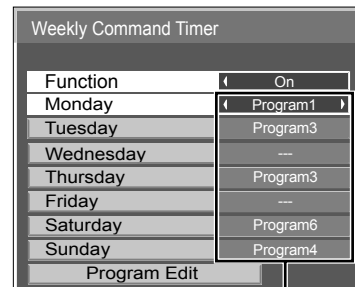 Weekly Command Timer
Function On
Monday Program1
Tuesday Program3
Wednesday ---
Thursday Program3
Friday ---
Saturday Program6
Sunday Program4
Program Edit